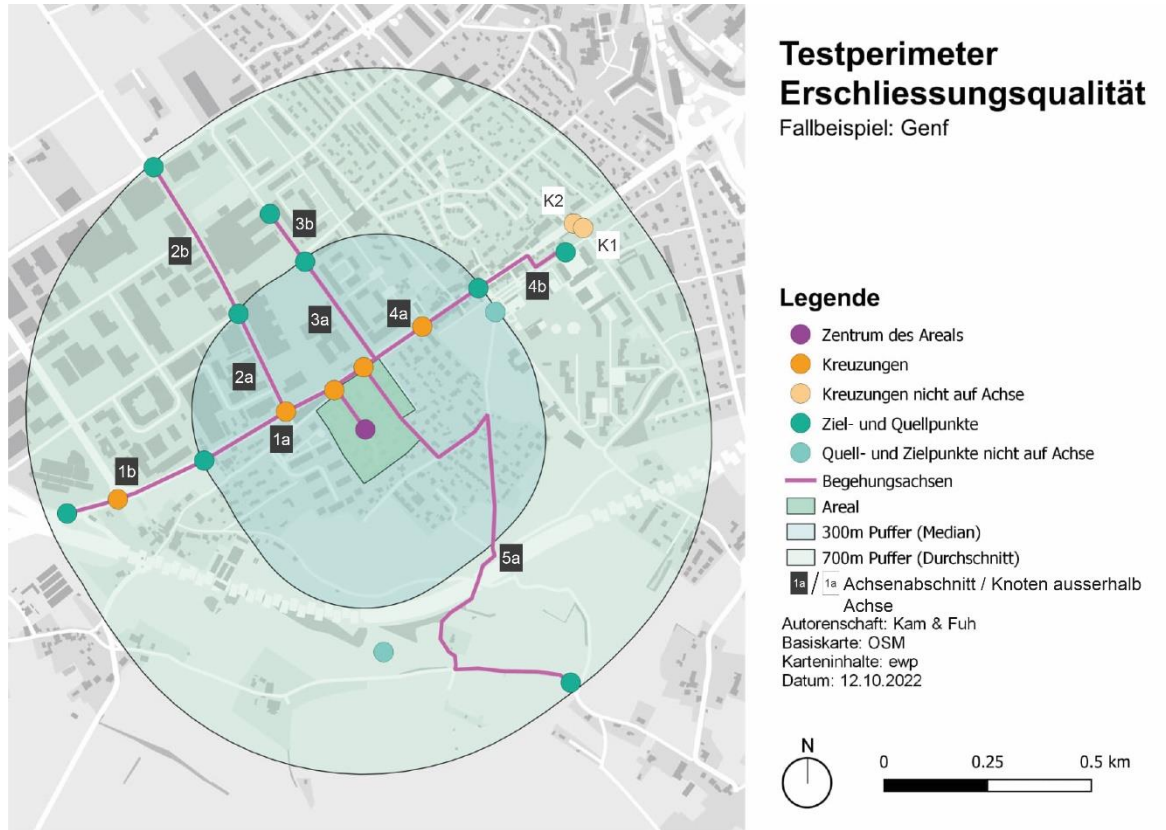 Testperimeter
Erschliessungsqualität
Fallbeispiel: Genf
K2
K1
3b
2b
4b
3a
4a
2a
1a
1b
5a
Legende
Zentrum des Areals
Kreuzungen
Kreuzungen nicht auf Achse
Ziel- und Quellpunkte
Quell- und Zielpunkte nicht auf Achse
Begehungsachsen
Areal
300m Puffer (Median)
700m Puffer (Durchschnitt)
1a / 1a Achsenabschnitt / Knoten ausserhalb
Achse
Autorenschaft: Kam & Fuh
Basiskarte: OSM
Karteninhalte: ewp
Datum: 12.10.2022
N
0 0.25 0.5 km